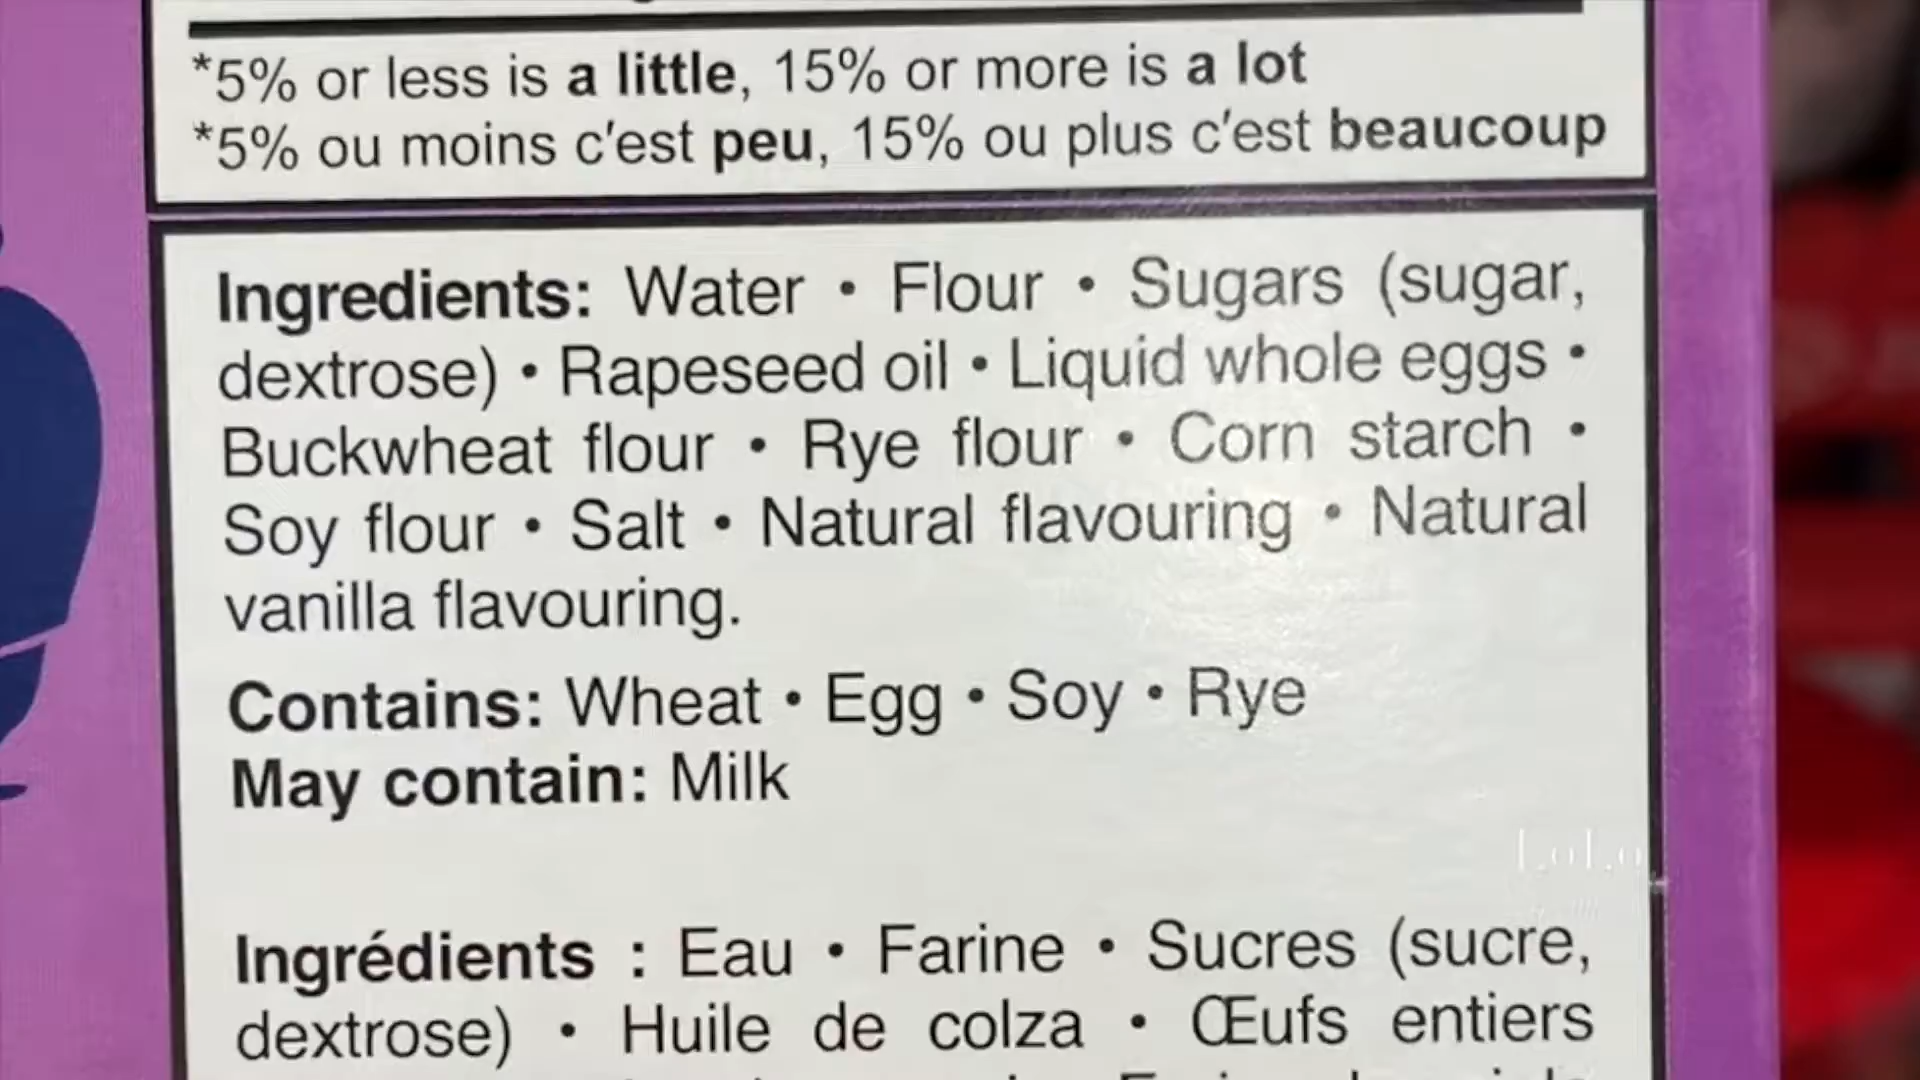 *5% or less is a little, 15% or more is a lot
*5% ou moins c'est peu, 15% ou plus c'est beaucoup
Ingredients: Water • Flour • Sugars (sugar,
dextrose) • Rapeseed oil • Liquid whole eggs •
Buckwheat flour • Rye flour • Corn starch •
Soy flour • Salt • Natural flavouring • Natural
vanilla flavouring.
Contains: Wheat • Egg • Soy • Rye
May contain: Milk
LoLo
Ingrédients : Eau • Farine • Sucres (sucre,
dextrose) • Huile de colza • Œufs entiers